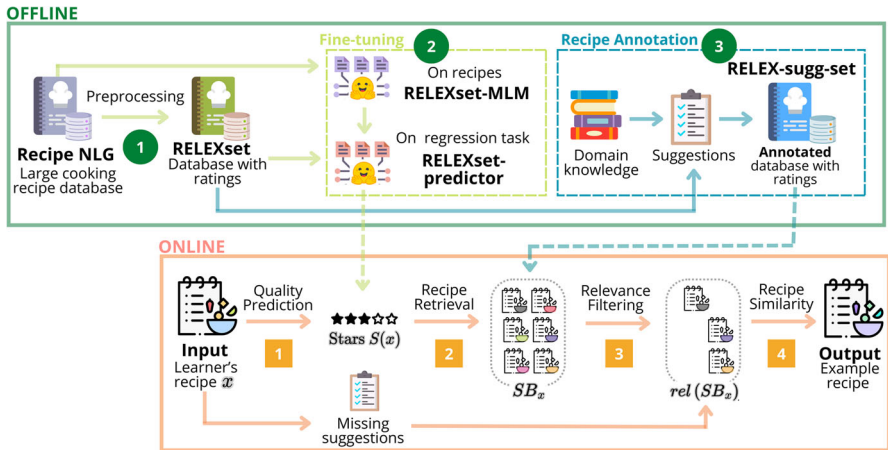 OFFLINE
Fine-tuning
2
Recipe Annotation
3
On recipes
RELEXset-MLM
RELEX-sugg-set
Preprocessing
1
Recipe NLG
Large cooking
recipe database
RELEXset
Database with
ratings
On regression task
RELEXset-
predictor
Domain
knowledge
Suggestions
Annotated
database with
ratings
ONLINE
Quality
Prediction
Recipe
Retrieval
Relevance
Filtering
Recipe
Similarity
Input
Learner's
recipe x
1
Stars S(x)
2
SB_x
3
rel (SB_x)
4
Output
Example
recipe
Missing
suggestions